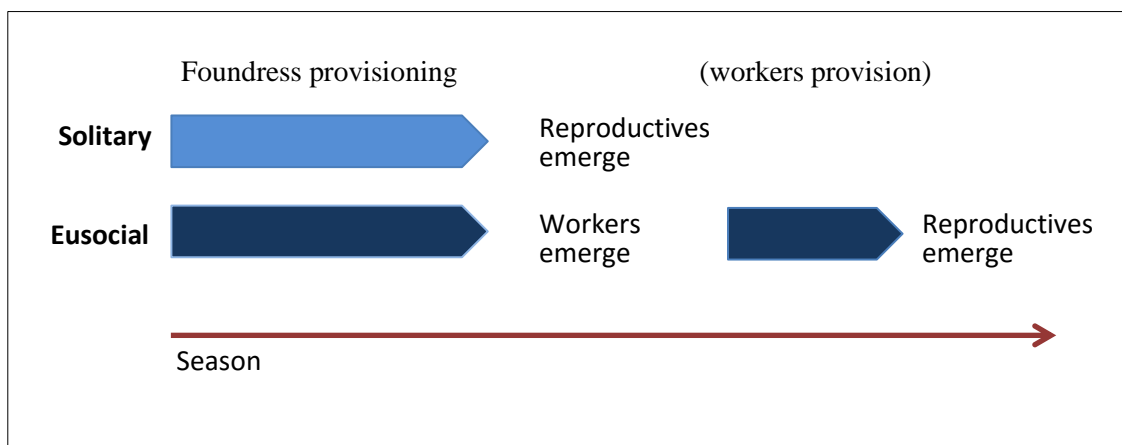 Foundress provisioning
(workers provision)
Solitary
Reproductives
emerge
Eusocial
Workers
emerge
Reproductives
emerge
Season